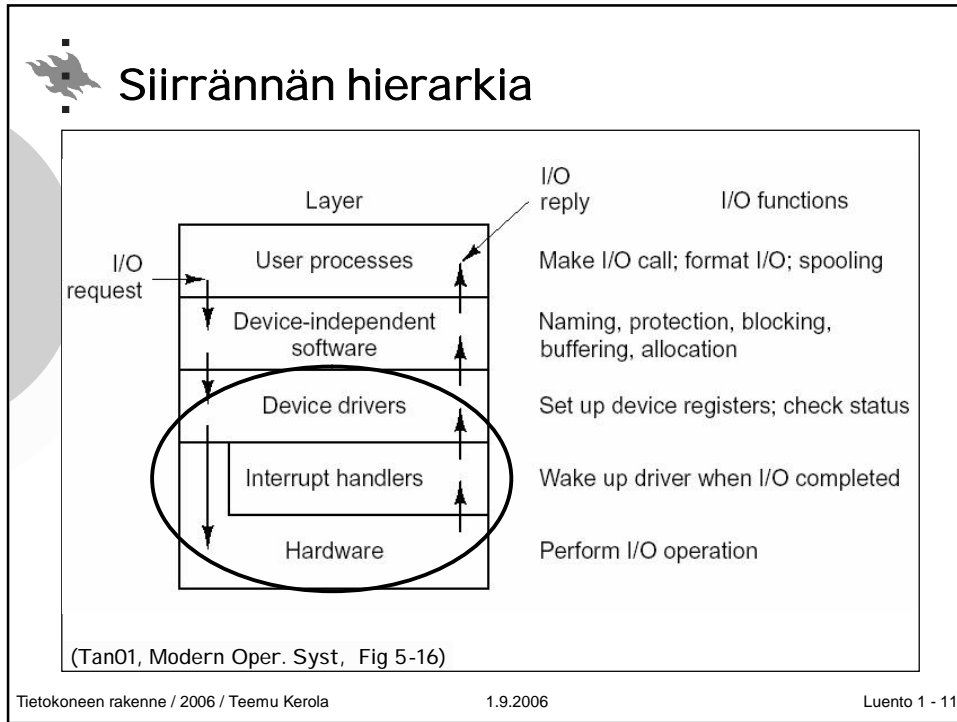 Siirrännän hierarkia
Layer
I/O
reply
I/O functions
I/O
request
User processes
Make I/O call; format I/O; spooling
Device-independent
software
Naming, protection, blocking,
buffering, allocation
Device drivers
Set up device registers; check status
Interrupt handlers
Wake up driver when I/O completed
Hardware
Perform I/O operation
(Tan01, Modern Oper. Syst, Fig 5-16)
Tietokoneen rakenne / 2006 / Teemu Kerola
1.9.2006
Luento 1 - 11